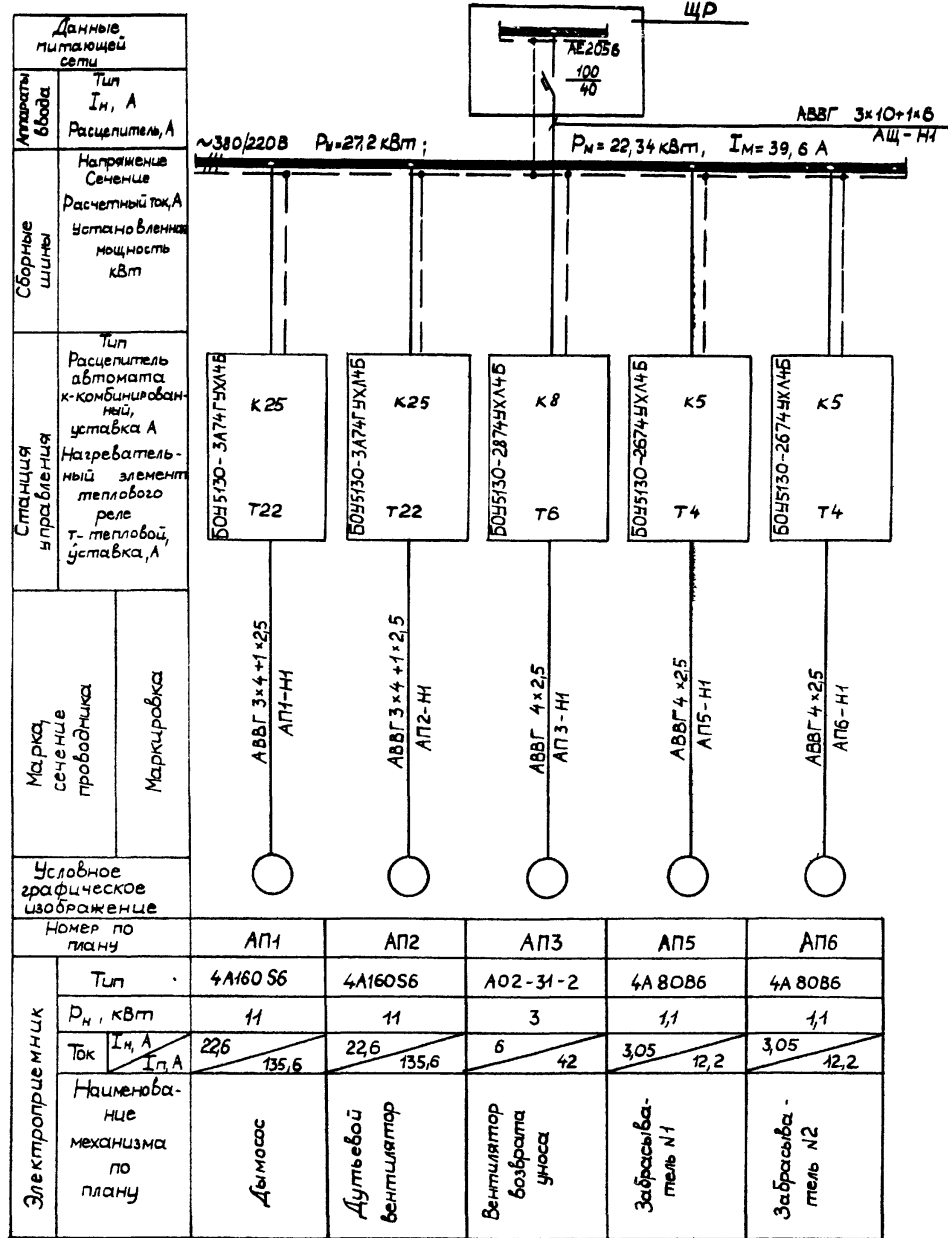 ЩР
АЕ2056
100
40
АВВГ 3×10+1×6
АЩ-Н1
~380/220В Pу=27,2 кВт; Pм=22,34 кВт, Iм=39,6 А
Данные
питающей
сети
Аппараты
ввода
Тип
Iн, А
Расцепитель, А
Сборные
шины
Напряжение
Сечение
Расчетный ток, А
Установленная
мощность
кВт
Станция
управления
Тип
Расцепитель
автомата
к-комбинирован-
ный,
уставка А
Нагреватель-
ный элемент
теплового
реле
т-тепловой,
уставка, А
БОУ5130-3А74ГУХЛ4Б
К25
Т22
БОУ5130-3А74ГУХЛ4Б
К25
Т22
БОУ5130-2874УХЛ4Б
К8
Т6
БОУ5130-2674УХЛ4Б
К5
Т4
БОУ5130-2674УХЛ4Б
К5
Т4
Марка,
сечение
проводника
Маркировка
АВВГ 3×4+1×2,5
АП1-Н1
АВВГ 3×4+1×2,5
АП2-Н1
АВВГ 4×2,5
АП3-Н1
АВВГ 4×2,5
АП5-Н1
АВВГ 4×2,5
АП6-Н1
Условное
графическое
изображение
Номер по
плану
АП1 АП2 АП3 АП5 АП6
Электроприемник
Тип 4А160S6 4А160S6 А02-31-2 4А80В6 4А80В6
Pн, кВт 11 11 3 1,1 1,1
Ток Iн, А 22,6 22,6 6 3,05 3,05
Iп, А 135,6 135,6 42 12,2 12,2
Наименова-
ние
механизма
по
плану
Дымосос
Дутьевой
вентилятор
Вентилятор
возврата
уноса
Забрасыва-
тель N1
Забрасыва-
тель N2